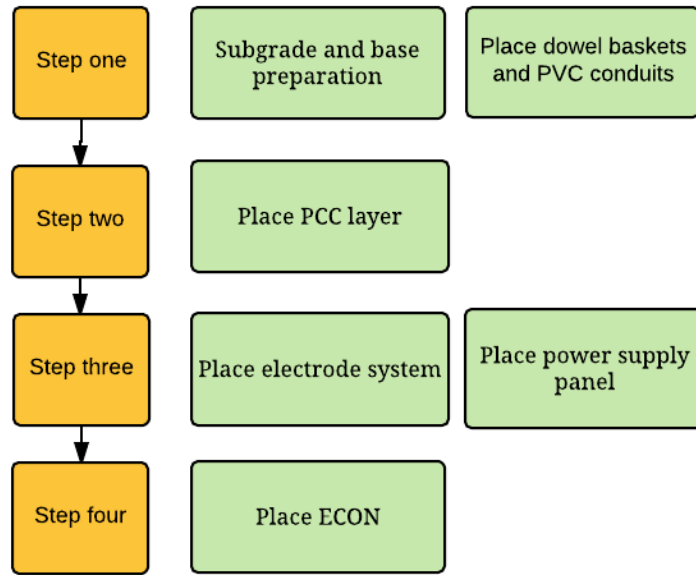 Step one
Subgrade and base
preparation
Place dowel baskets
and PVC conduits
Step two
Place PCC layer
Step three
Place electrode system
Place power supply
panel
Step four
Place ECON